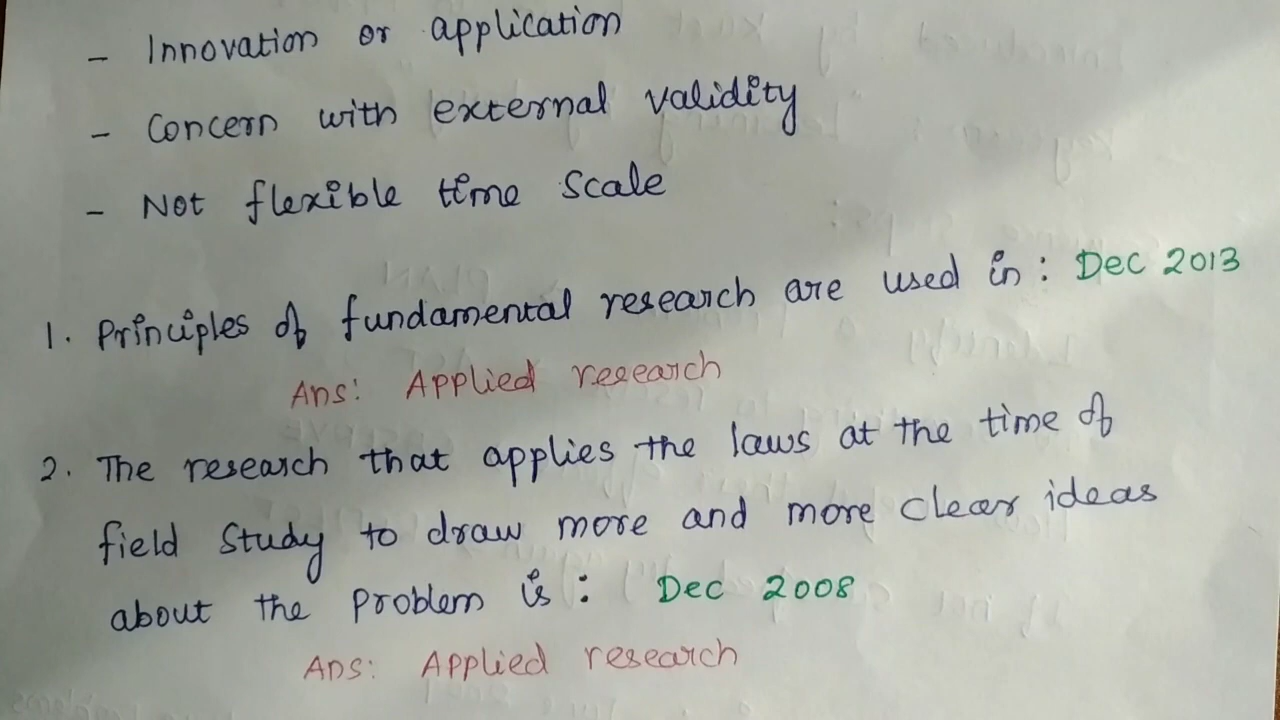 - Innovation or application
- Concern with external validity
- Not flexible time scale
1. Principles of fundamental research are used in : Dec 2013
Ans: Applied research
2. The research that applies the laws at the time of
field study to draw more and more clear ideas
about the problem is : Dec 2008
Ans: Applied research